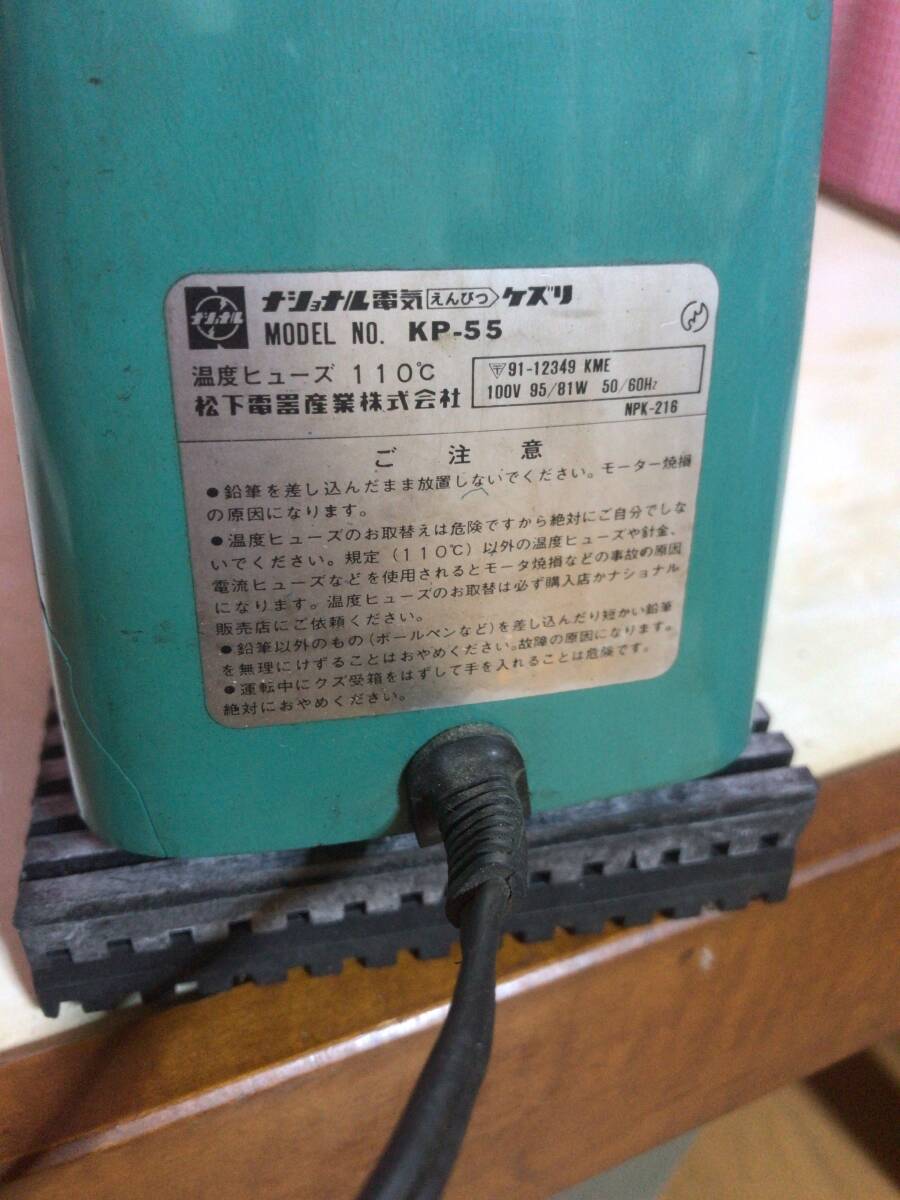 ナショナル
ナショナル電気えんぴつケズリ
MODEL NO. KP-55
温度ヒューズ 110℃
松下電器産業株式会社
〒91-12349 KME
100V 95/81W 50/60Hz
NPK-216
ご注意
●鉛筆を差し込んだまま放置しないでください。モーター焼損
の原因になります。
●温度ヒューズのお取替えは危険ですから絶対にご自分でしな
いでください。規定(110℃)以外の温度ヒューズや針金、
電流ヒューズなどを使用されるとモータ焼損などの事故の原因
になります。温度ヒューズのお取替は必ず購入店かナショナル
販売店にご依頼ください。
●鉛筆以外のもの(ボールペンなど)を差し込んだり短かい鉛筆
を無理にけずることはおやめください。故障の原因になります。
●運転中にクズ受箱をはずして手を入れることは危険です。
絶対におやめください。